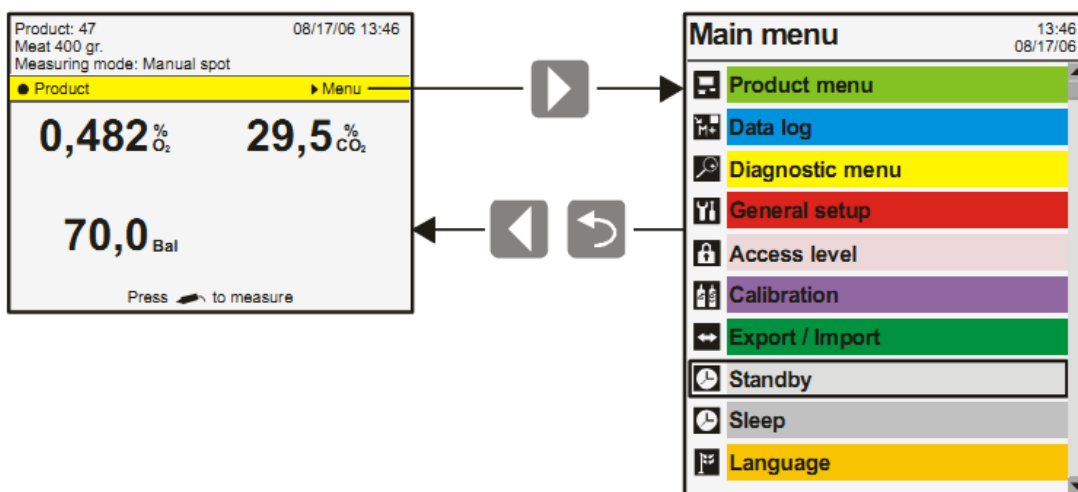 Product: 47 08/17/06 13:46
Meat 400 gr.
Measuring mode: Manual spot
Product Menu
0,482 % O₂ 29,5 % CO₂
70,0 Bal
Press to measure
Main menu 13:46
08/17/06
Product menu
M+ Data log
Diagnostic menu
General setup
Access level
Calibration
Export / Import
Standby
Sleep
Language